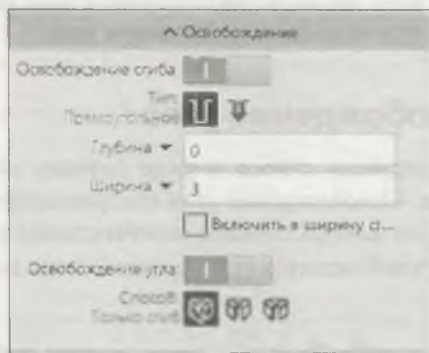 Освобождение
Освобождение сгиба:
I
Тип:
Прямоугольное
Глубина
0
Ширина
3
Включить в ширину сг...
Освобождение угла:
I
Способ:
Только сгиб